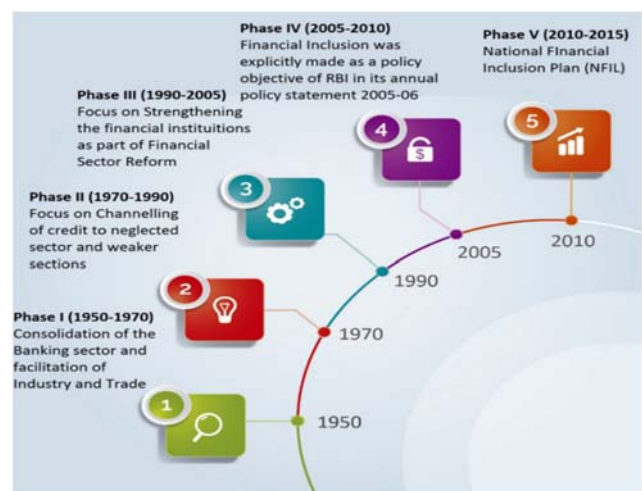 Phase I (1950-1970)
Consolidation of the
Banking sector and
facilitation of
Industry and Trade
1
1950
Phase II (1970-1990)
Focus on Channelling
of credit to neglected
sector and weaker
sections
2
1970
Phase III (1990-2005)
Focus on Strengthening
the financial instituitions
as part of Financial
Sector Reform
3
1990
Phase IV (2005-2010)
Financial Inclusion was
explicitly made as a policy
objective of RBI in its annual
policy statement 2005-06
4
$
2005
Phase V (2010-2015)
National FInancial
Inclusion Plan (NFIL)
5
2010